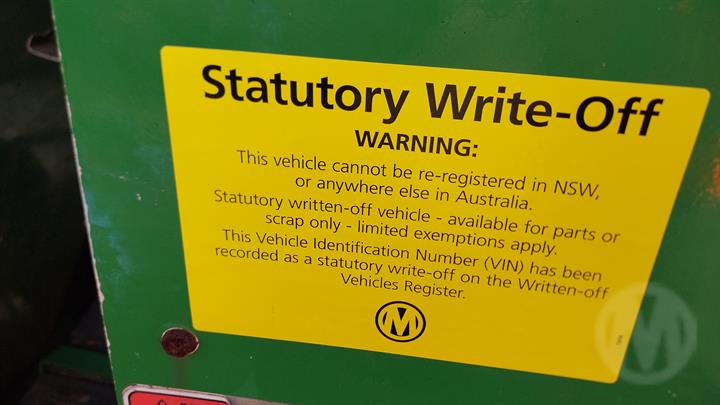 Statutory Write-Off
WARNING:
This vehicle cannot be re-registered in NSW,
or anywhere else in Australia.
Statutory written-off vehicle - available for parts or
scrap only - limited exemptions apply.
This Vehicle Identification Number (VIN) has been
recorded as a statutory write-off on the Written-off
Vehicles Register.
M
M